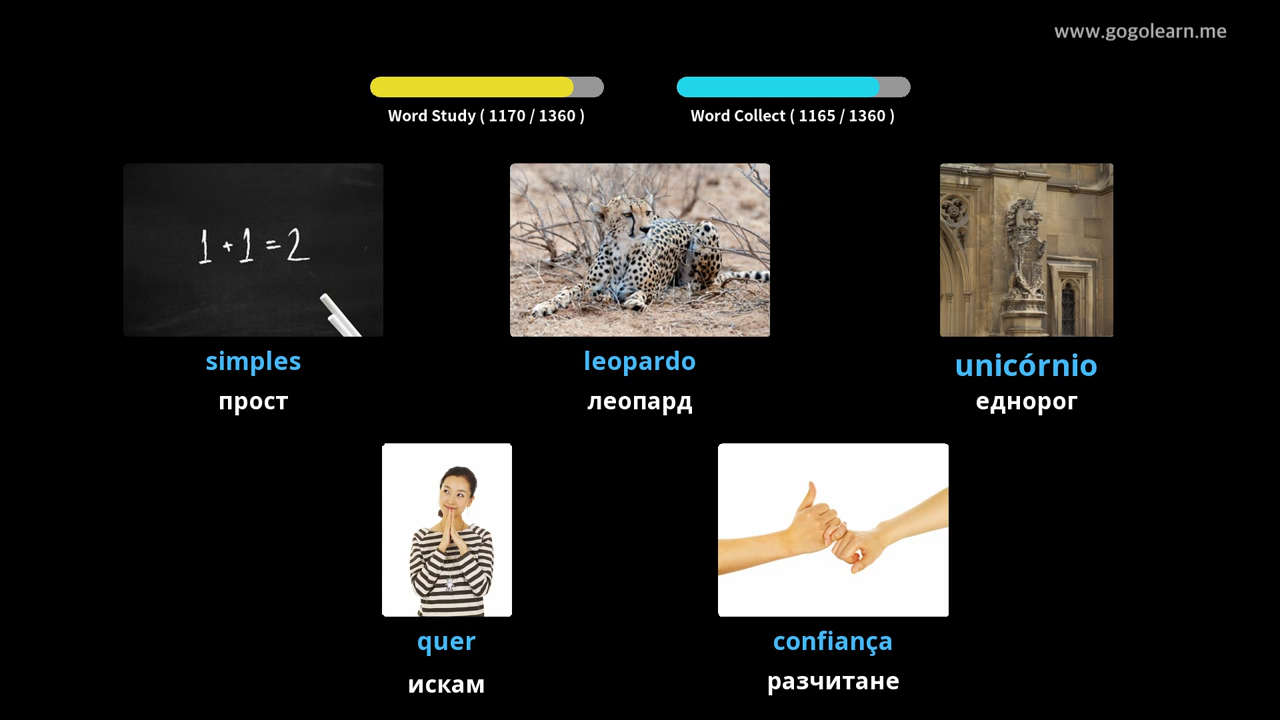 www.gogolearn.me
Word Study ( 1170 / 1360 )
Word Collect ( 1165 / 1360 )
1 + 1 = 2
simples
прост
leopardo
леопард
unicórnio
еднорог
quer
искам
confiança
разчитане